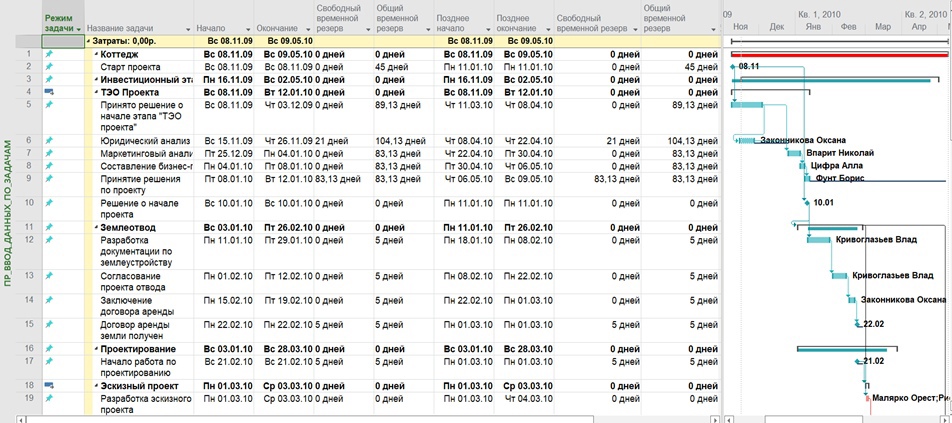 ПР_ВВОД_ДАННЫХ_ПО_ЗАДАЧАМ
Режим задачи Название задачи Начало Окончание Свободный временной резерв Общий временной резерв Позднее начало Позднее окончание Свободный временной резерв Общий временной резерв
09 Кв. 1, 2010 Кв. 2, 2010
Ноя Янв Фев Мар Апр
Затраты: 0,00р. Вс 08.11.09 Вс 09.05.10 Вс 08.11.09 Вс 09.05.10
1 Коттедж Вс 08.11.09 Вс 09.05.10 0 дней 0 дней Вс 08.11.09 Вс 09.05.10 0 дней 0 дней
2 Старт проекта Вс 08.11.09 Вс 08.11.09 0 дней 45 дней Пн 11.01.10 Пн 11.01.10 0 дней 45 дней 08.11
3 Инвестиционный эта Пн 16.11.09 Вс 02.05.10 0 дней 0 дней Пн 16.11.09 Вс 02.05.10 0 дней 0 дней
4 ТЭО Проекта Вс 08.11.09 Вт 12.01.10 0 дней 0 дней Вс 08.11.09 Вт 12.01.10 0 дней 0 дней
5 Принято решение о начале этапа "ТЭО проекта" Вс 08.11.09 Чт 03.12.09 0 дней 89,13 дней Чт 11.03.10 Чт 08.04.10 0 дней 89,13 дней
6 Юридический анализ Вс 15.11.09 Чт 26.11.09 21 дней 104,13 дней Чт 08.04.10 Чт 22.04.10 21 дней 104,13 дней Законникова Оксана
7 Маркетинговый анали Пт 25.12.09 Пн 04.01.10 0 дней 83,13 дней Чт 22.04.10 Пт 30.04.10 0 дней 83,13 дней Впарит Николай
8 Составление бизнес-г Пн 04.01.10 Пт 08.01.10 0 дней 83,13 дней Пт 30.04.10 Чт 06.05.10 0 дней 83,13 дней Цифра Алла
9 Принятие решения по проекту Пт 08.01.10 Вт 12.01.10 83,13 дней 83,13 дней Чт 06.05.10 Вс 09.05.10 83,13 дней 83,13 дней Фунт Борис
10 Решение о начале проекта Вс 10.01.10 Вс 10.01.10 0 дней 0 дней Пн 11.01.10 Пн 11.01.10 0 дней 0 дней 10.01
11 Землеотвод Вс 03.01.10 Пт 26.02.10 0 дней 0 дней Пн 11.01.10 Пт 26.02.10 0 дней 0 дней
12 Разработка документации по землеустройству Пн 11.01.10 Пт 29.01.10 0 дней 5 дней Пн 18.01.10 Пн 08.02.10 0 дней 5 дней Кривоглазьев Влад
13 Согласование проекта отвода Пн 01.02.10 Пт 12.02.10 0 дней 5 дней Пн 08.02.10 Пн 22.02.10 0 дней 5 дней Кривоглазьев Влад
14 Заключение договора аренды Пн 15.02.10 Пт 19.02.10 0 дней 5 дней Пн 22.02.10 Пн 01.03.10 0 дней 5 дней Законникова Оксана
15 Договор аренды земли получен Пн 22.02.10 Пн 22.02.10 5 дней 5 дней Пн 01.03.10 Пн 01.03.10 5 дней 5 дней 22.02
16 Проектирование Вс 03.01.10 Вс 28.03.10 0 дней 0 дней Вс 03.01.10 Вс 28.03.10 0 дней 0 дней
17 Начало работа по проектированию Вс 21.02.10 Вс 21.02.10 5 дней 5 дней Пн 01.03.10 Пн 01.03.10 5 дней 5 дней 21.02
18 Эскизный проект Пн 01.03.10 Ср 03.03.10 0 дней 0 дней Пн 01.03.10 Ср 03.03.10 0 дней 0 дней
19 Разработка эскизного проекта Пн 01.03.10 Ср 03.03.10 0 дней 0 дней Пн 01.03.10 Чт 04.03.10 0 дней 0 дней Малярко Орест;Ри